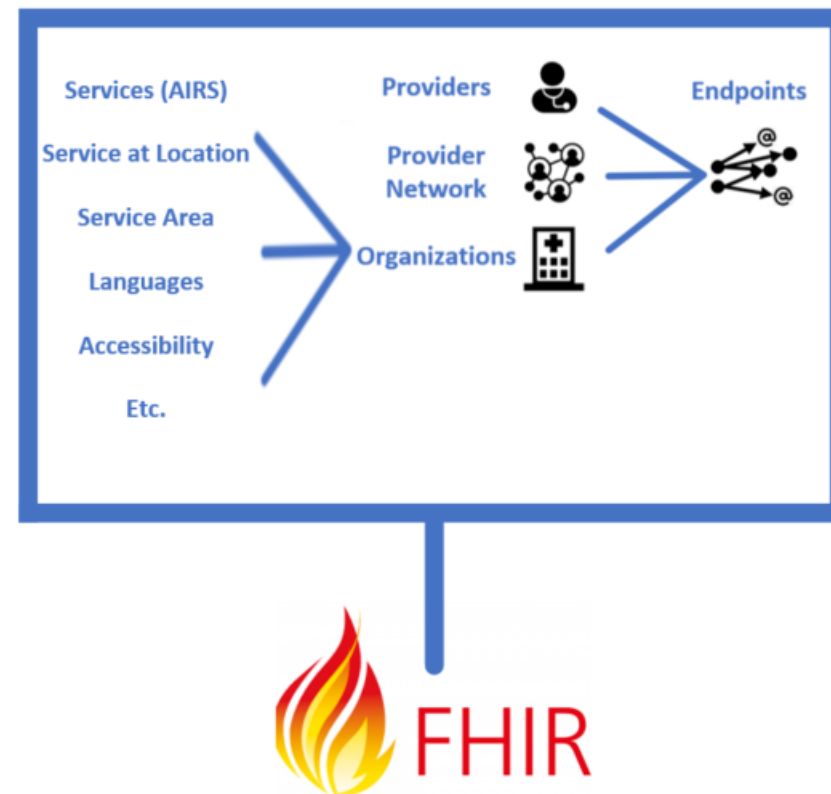 Services (AIRS)
Service at Location
Service Area
Languages
Accessibility
Etc.
Providers
Provider
Network
Organizations
Endpoints
@
@
FHIR